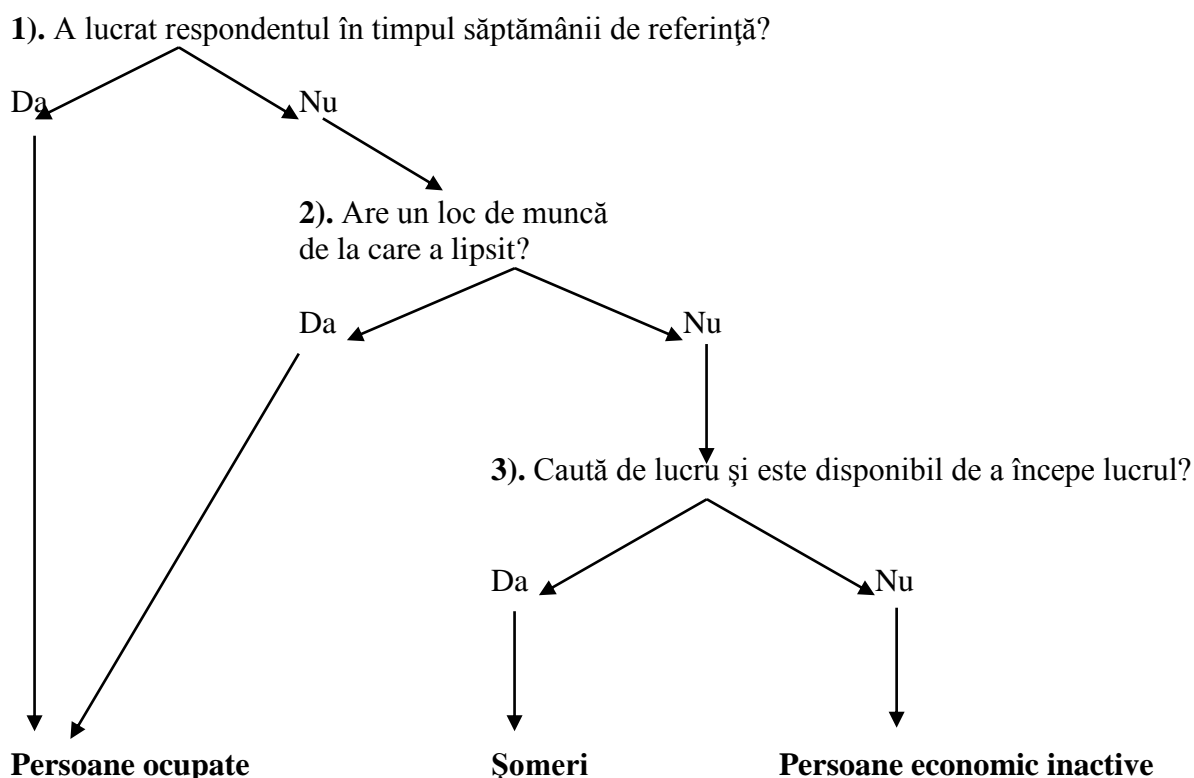 1). A lucrat respondentul în timpul săptămânii de referinţă?
Da Nu
2). Are un loc de muncă
de la care a lipsit?
Da Nu
3). Caută de lucru şi este disponibil de a începe lucrul?
Da Nu
Persoane ocupate Şomeri Persoane economic inactive